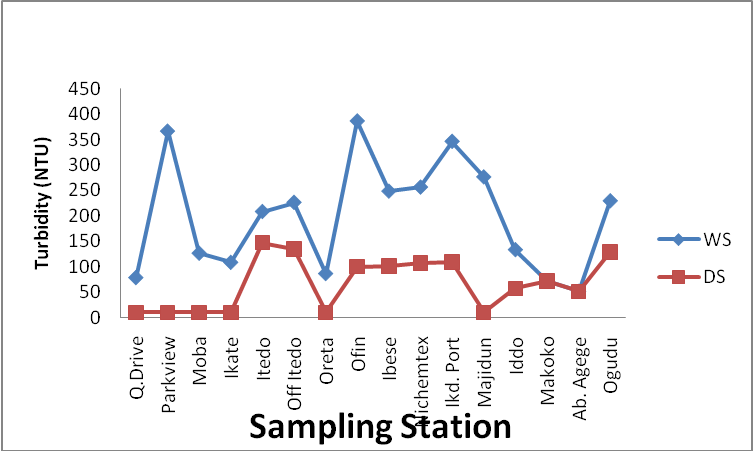 450
400
350
300
250
200
150
100
50
0
Turbidity (NTU)
Q.Drive
Parkview
Moba
Ikate
Itedo
Off Itedo
Oreta
Ofin
Ibese
Ikd. Port
Majidun
Iddo
Makoko
Ab. Agege
Ogudu
Sampling Station
WS
DS